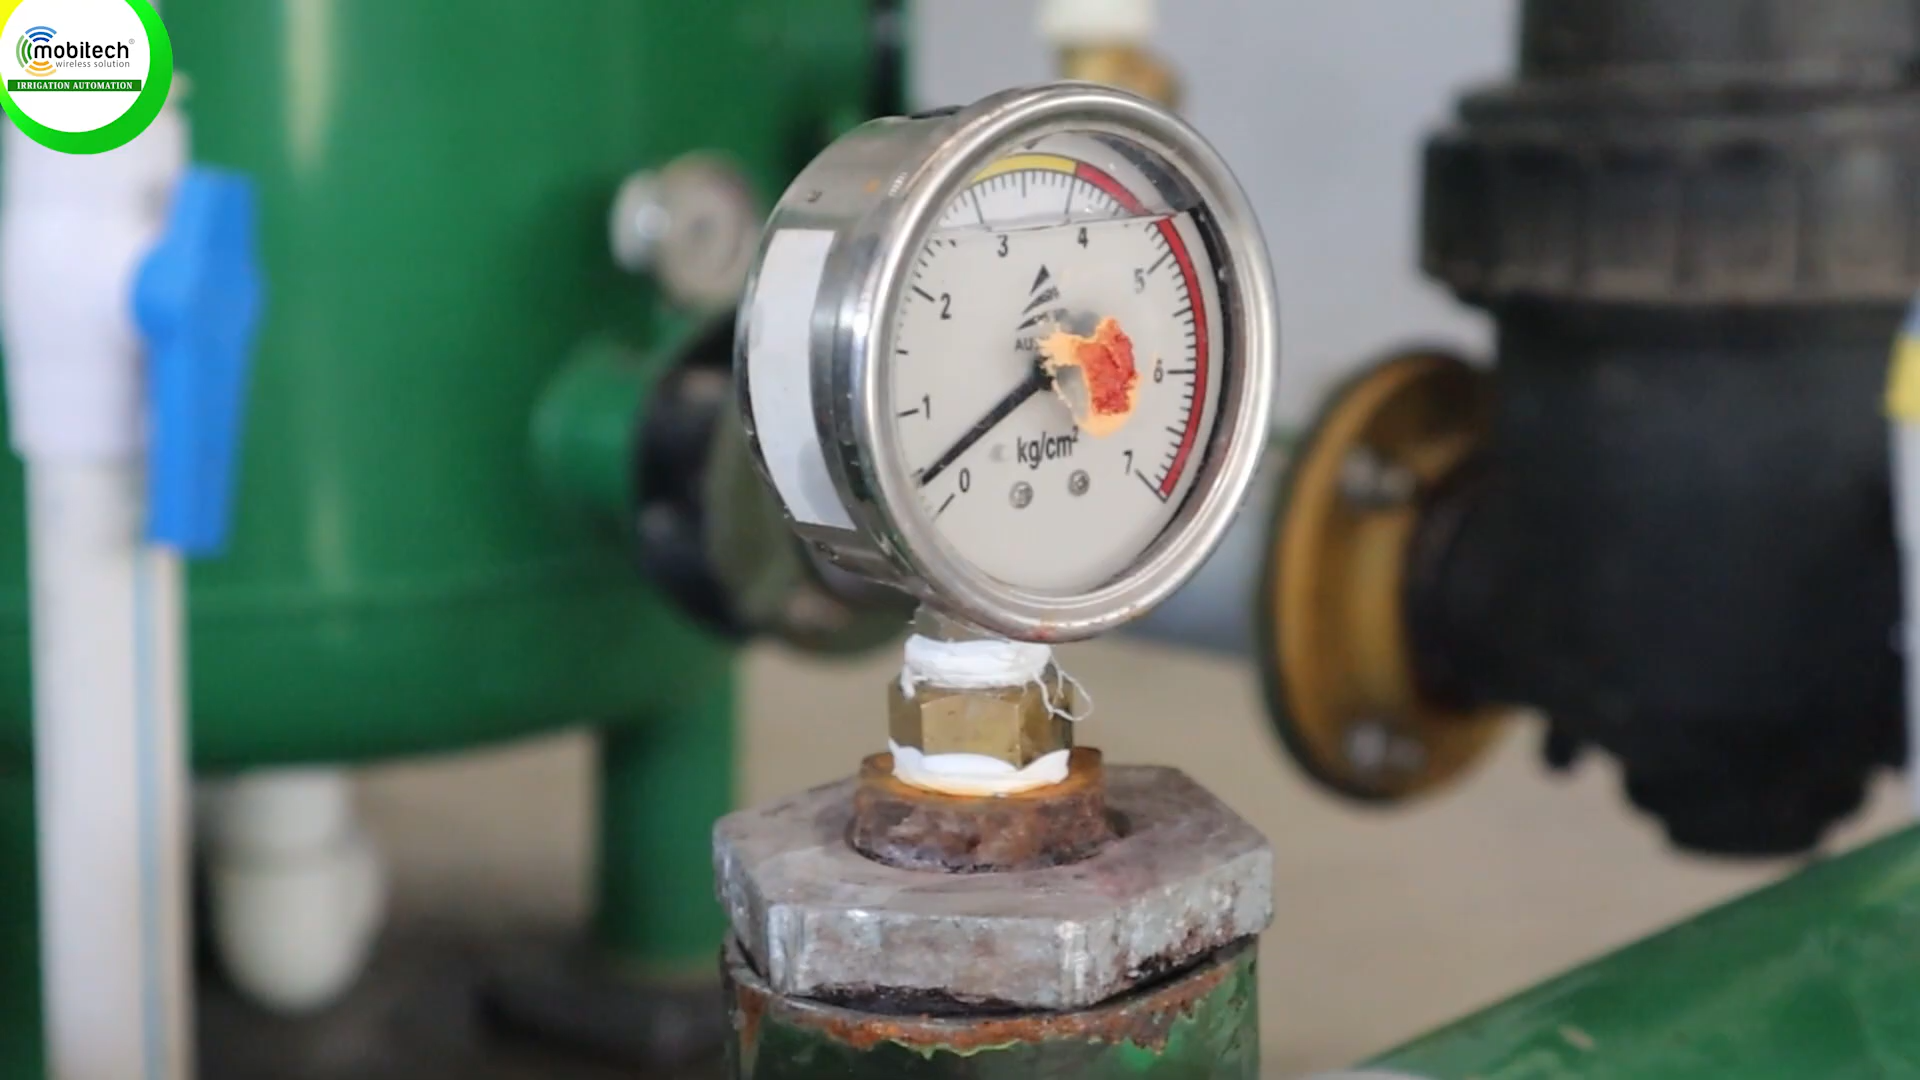 mobitech®
wireless solution
IRRIGATION AUTOMATION
3
4
2
5
1
6
kg/cm²
0
7